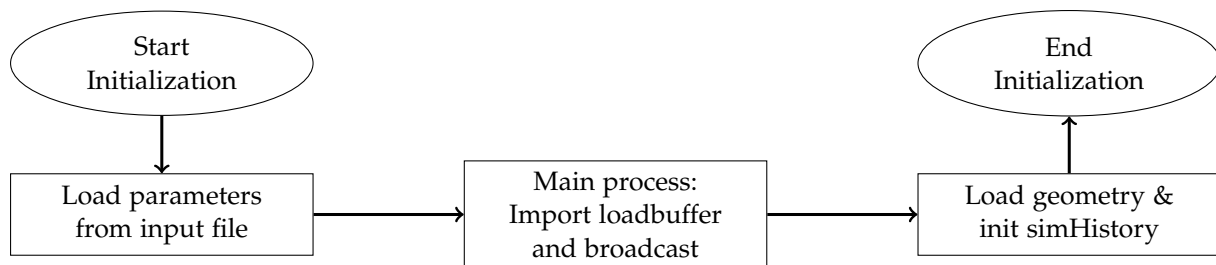 Start
Initialization
Load parameters
from input file
Main process:
Import loadbuffer
and broadcast
Load geometry &
init simHistory
End
Initialization